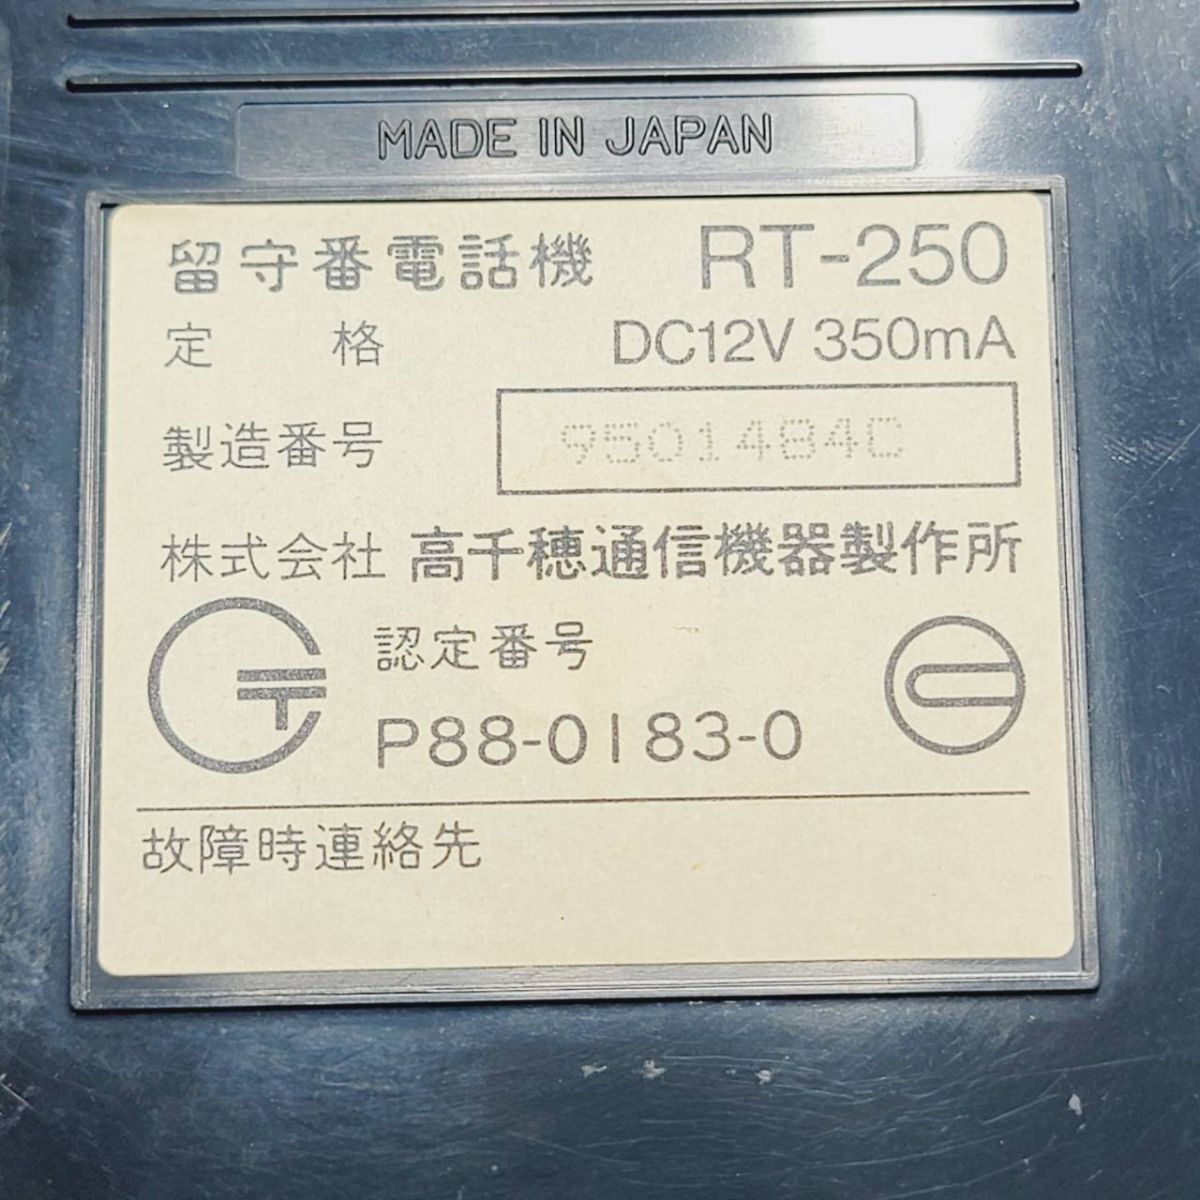 MADE IN JAPAN
留守番電話機 RT-250
定格 DC12V 350mA
製造番号 9501484C
株式会社 高千穂通信機器製作所
認定番号
P88-0183-0
故障時連絡先